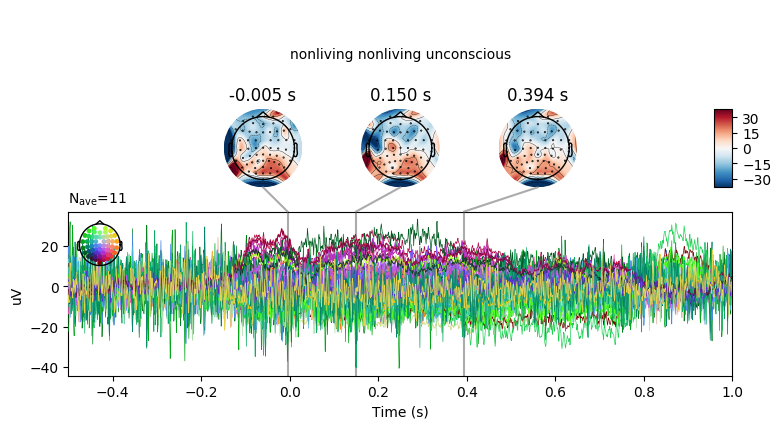 nonliving nonliving unconscious
-0.005 s 0.150 s 0.394 s
30
15
0
−15
−30
Nave=11
20
0
−20
−40
uV
−0.4 −0.2 0.0 0.2 0.4 0.6 0.8 1.0
Time (s)